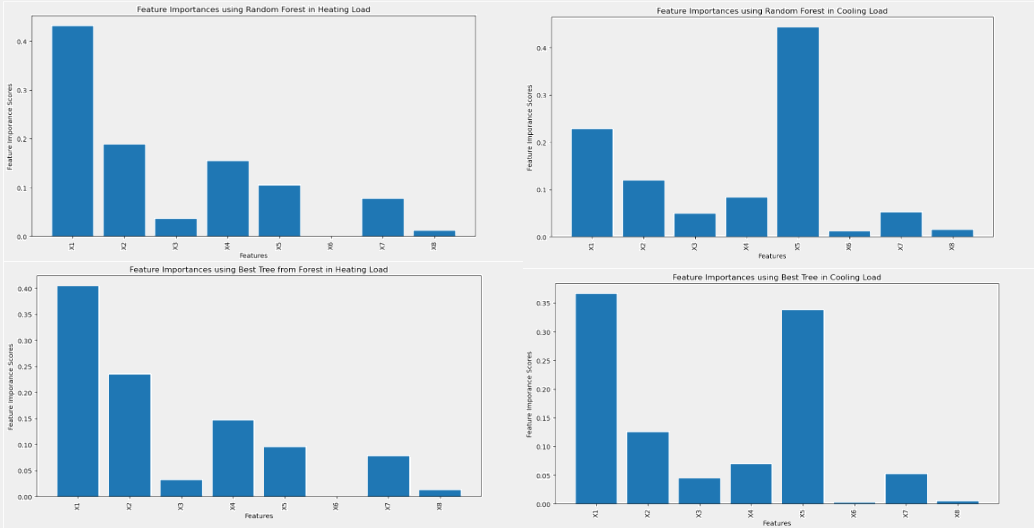 Feature Importances using Random Forest in Heating Load
0.4
0.3
0.2
0.1
0.0
Feature Imporance Scores
X1 X2 X3 X4 X5 X6 X7 X8
Features
Feature Importances using Random Forest in Cooling Load
0.4
0.3
0.2
0.1
0.0
Feature Imporance Scores
X1 X2 X3 X4 X5 X6 X7 X8
Features
Feature Importances using Best Tree from Forest in Heating Load
0.40
0.35
0.30
0.25
0.20
0.15
0.10
0.05
0.00
Feature Imporance Scores
X1 X2 X3 X4 X5 X6 X7 X8
Features
Feature Importances using Best Tree in Cooling Load
0.35
0.30
0.25
0.20
0.15
0.10
0.05
0.00
Feature Imporance Scores
X1 X2 X3 X4 X5 X6 X7 X8
Features